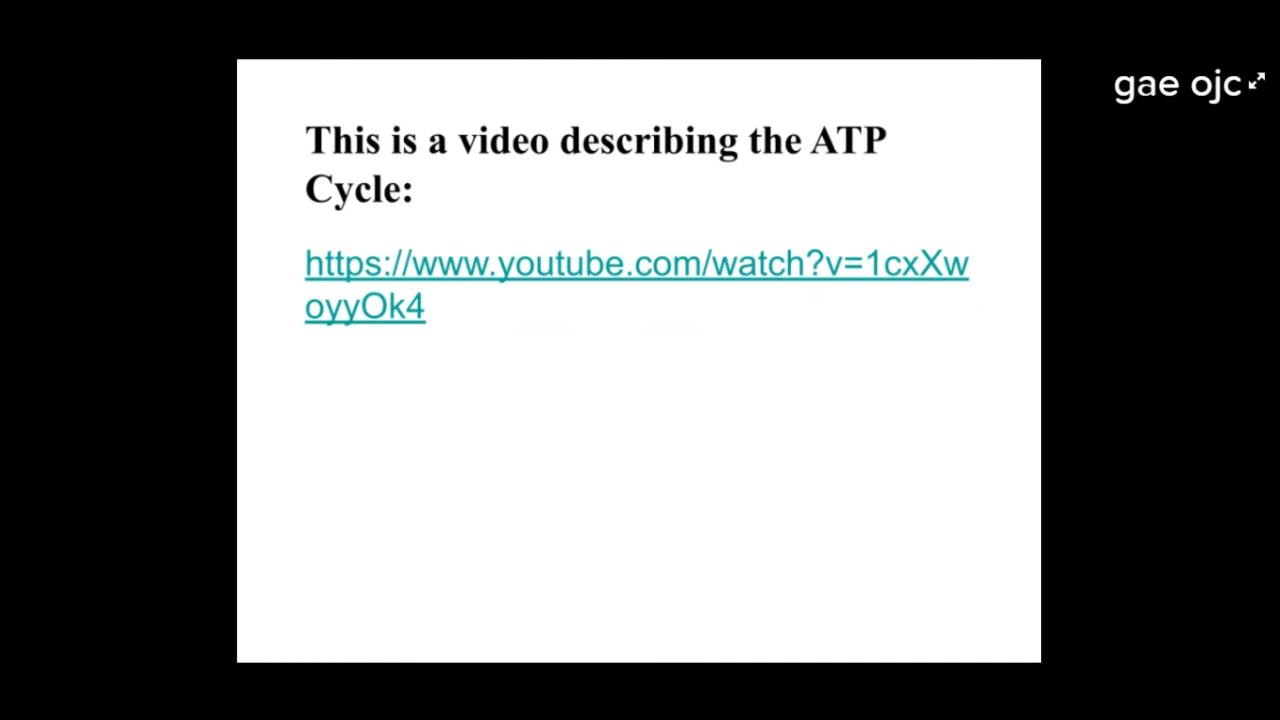 gae ojc
This is a video describing the ATP
Cycle:
https://www.youtube.com/watch?v=1cxXw
oyyOk4